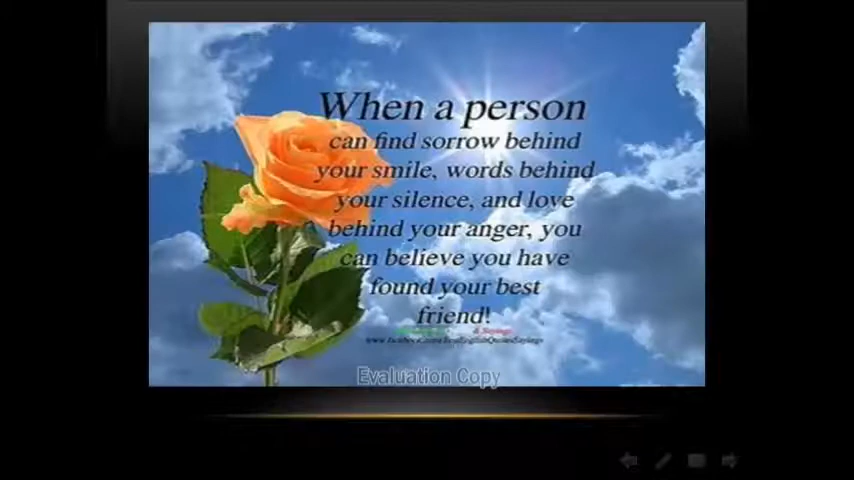 When a person
can find sorrow behind
your smile, words behind
your silence, and love
behind your anger, you
can believe you have
found your best
friend!
& Sayings
Evaluation Copy